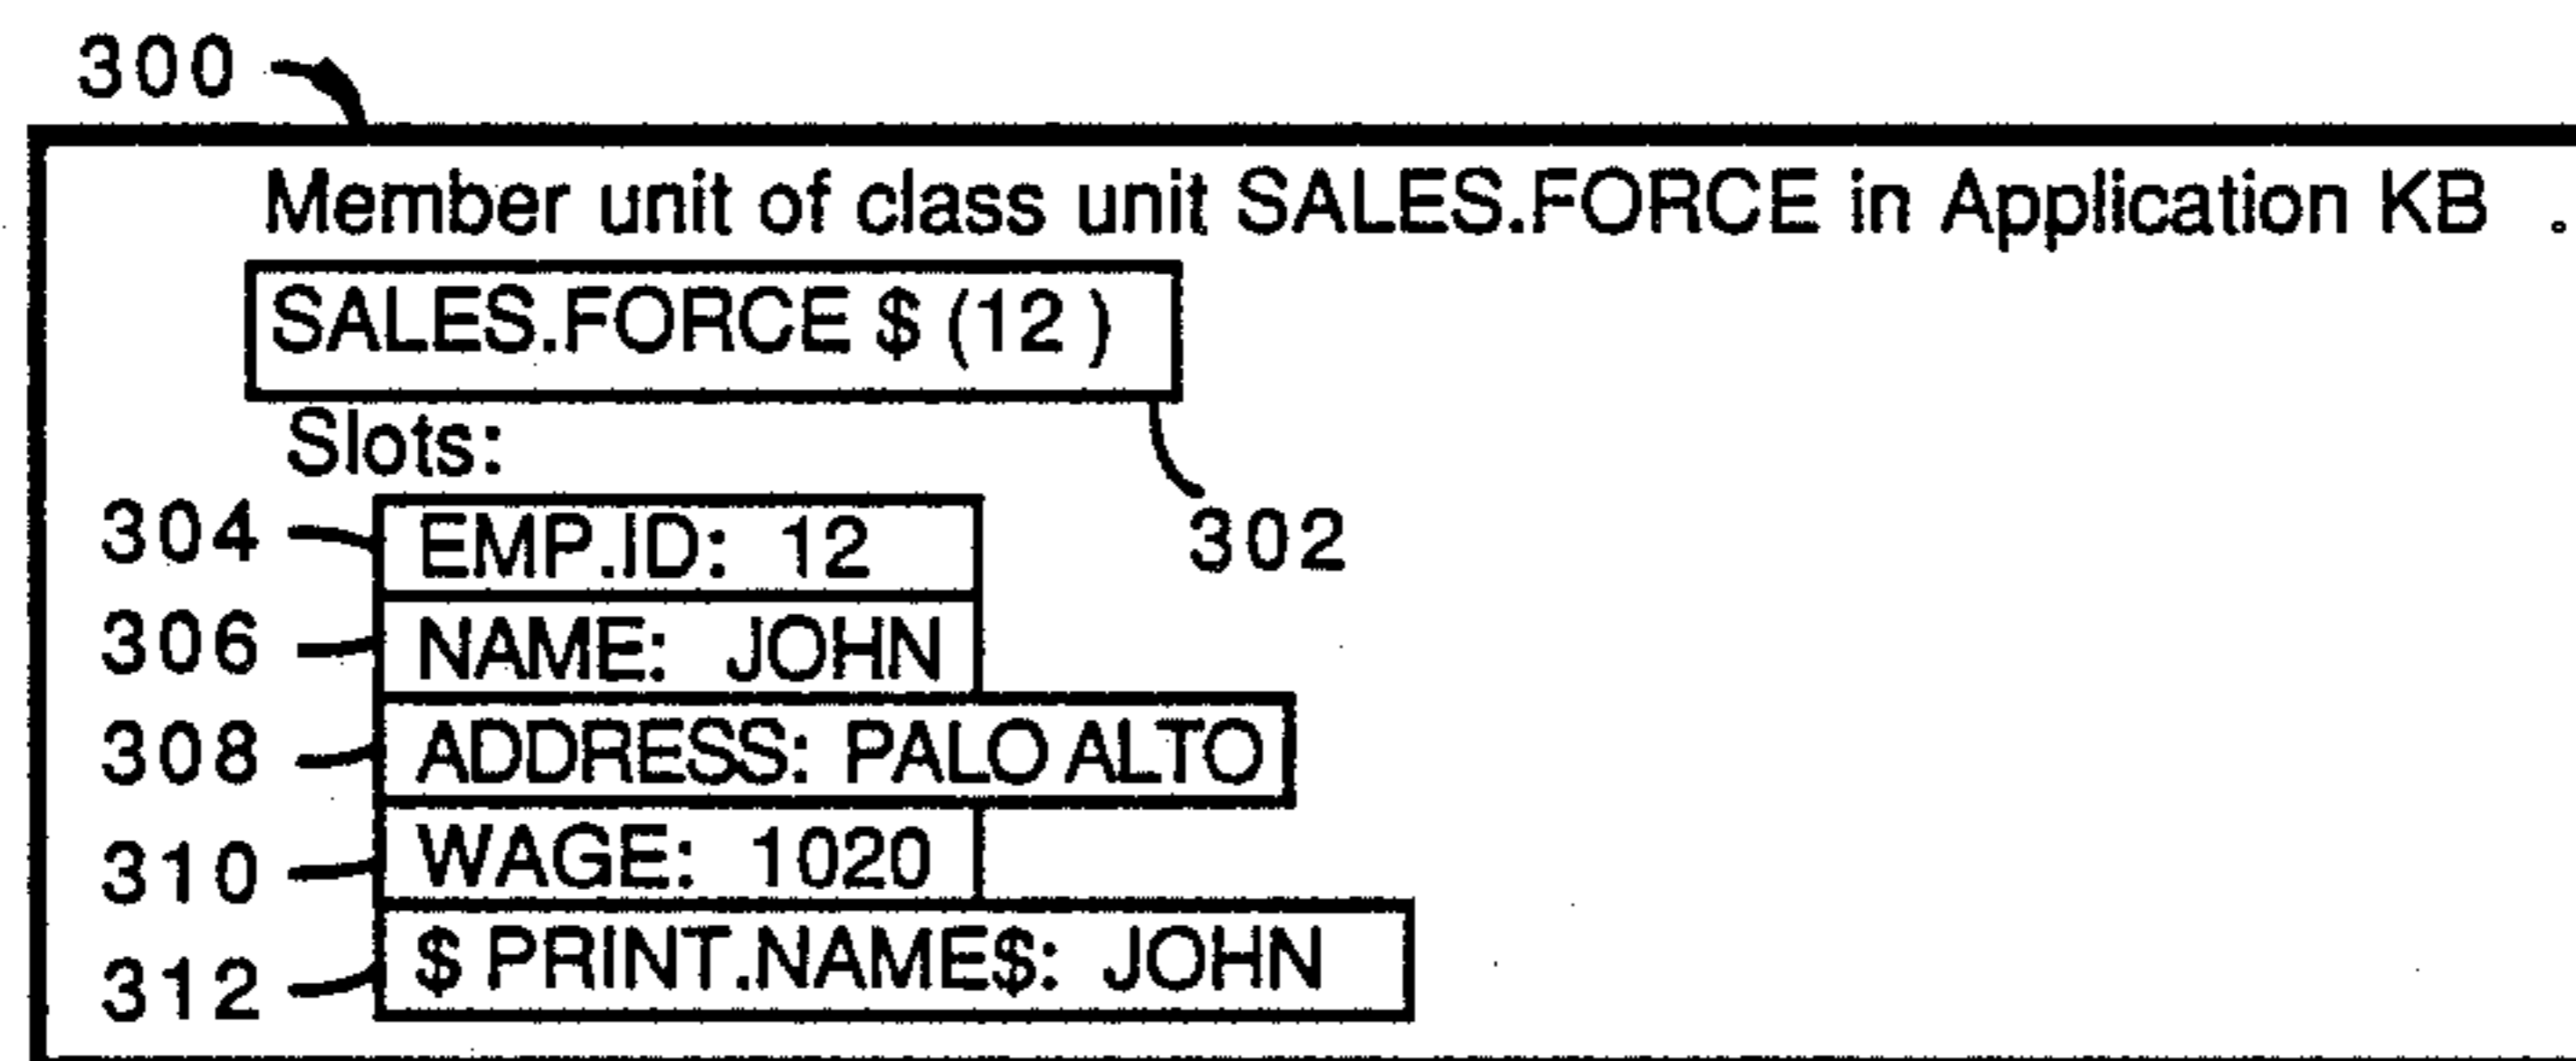 300
Member unit of class unit SALES.FORCE in Application KB .
SALES.FORCE $ (12 )
Slots:
302
304 EMP.ID: 12
306 NAME: JOHN
308 ADDRESS: PALO ALTO
310 WAGE: 1020
312 $ PRINT.NAME$: JOHN